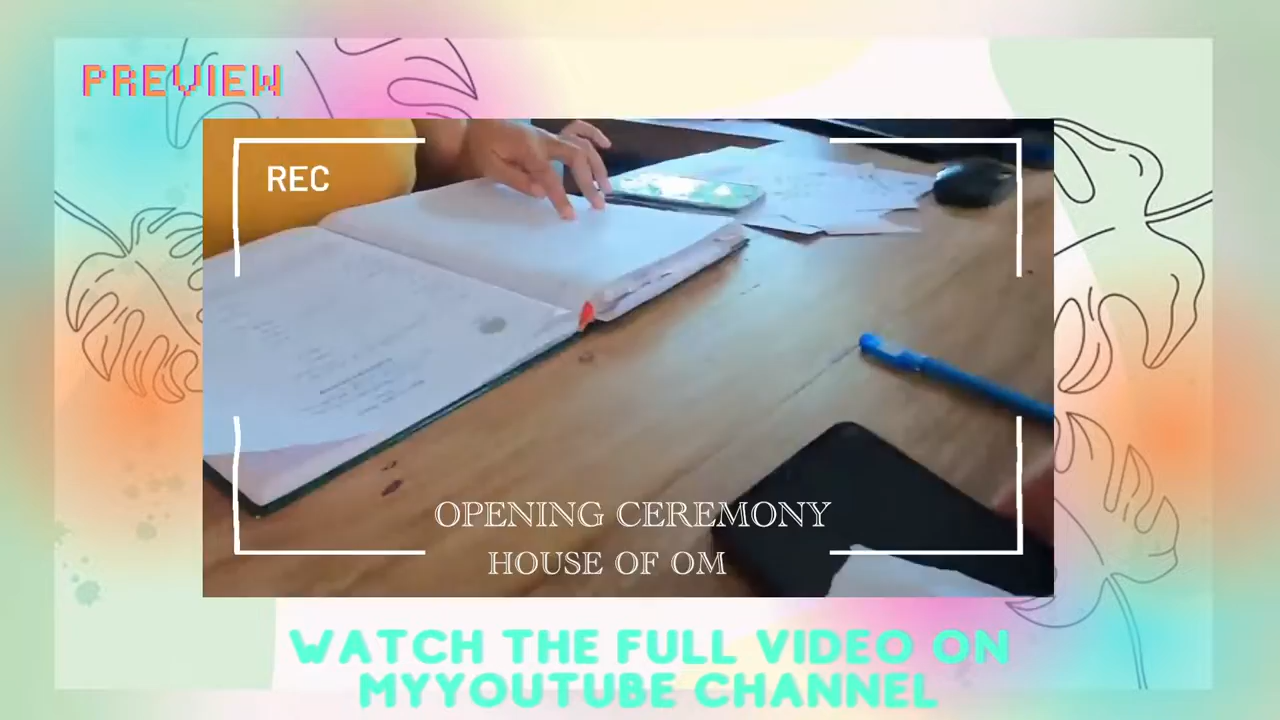 PREVIEW
REC
OPENING CEREMONY
HOUSE OF OM
WATCH THE FULL VIDEO ON
MYYOUTUBE CHANNEL